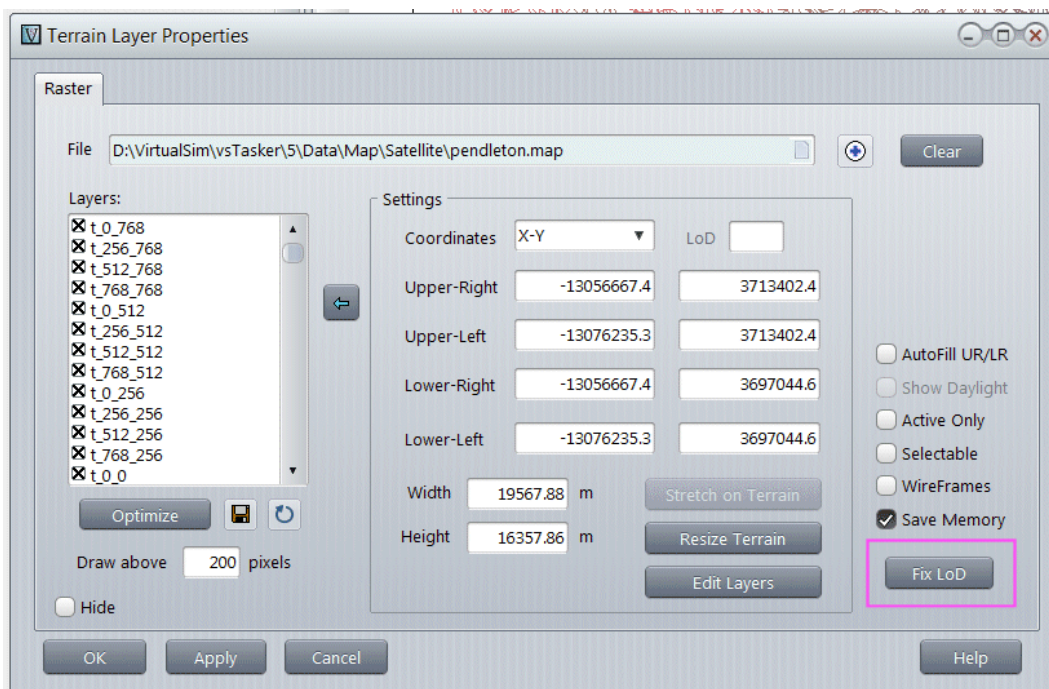 Terrain Layer Properties
Raster
File D:\VirtualSim\vsTasker\5\Data\Map\Satellite\pendleton.map Clear
Layers:
t_0_768
t_256_768
t_512_768
t_768_768
t_0_512
t_256_512
t_512_512
t_768_512
t_0_256
t_256_256
t_512_256
t_768_256
t_0_0
Optimize
Draw above 200 pixels
Hide
Settings
Coordinates X-Y LoD
Upper-Right -13056667.4 3713402.4
Upper-Left -13076235.3 3713402.4
Lower-Right -13056667.4 3697044.6
Lower-Left -13076235.3 3697044.6
Width 19567.88 m Stretch on Terrain
Height 16357.86 m Resize Terrain
Edit Layers
AutoFill UR/LR
Show Daylight
Active Only
Selectable
WireFrames
Save Memory
Fix LoD
OK Apply Cancel Help